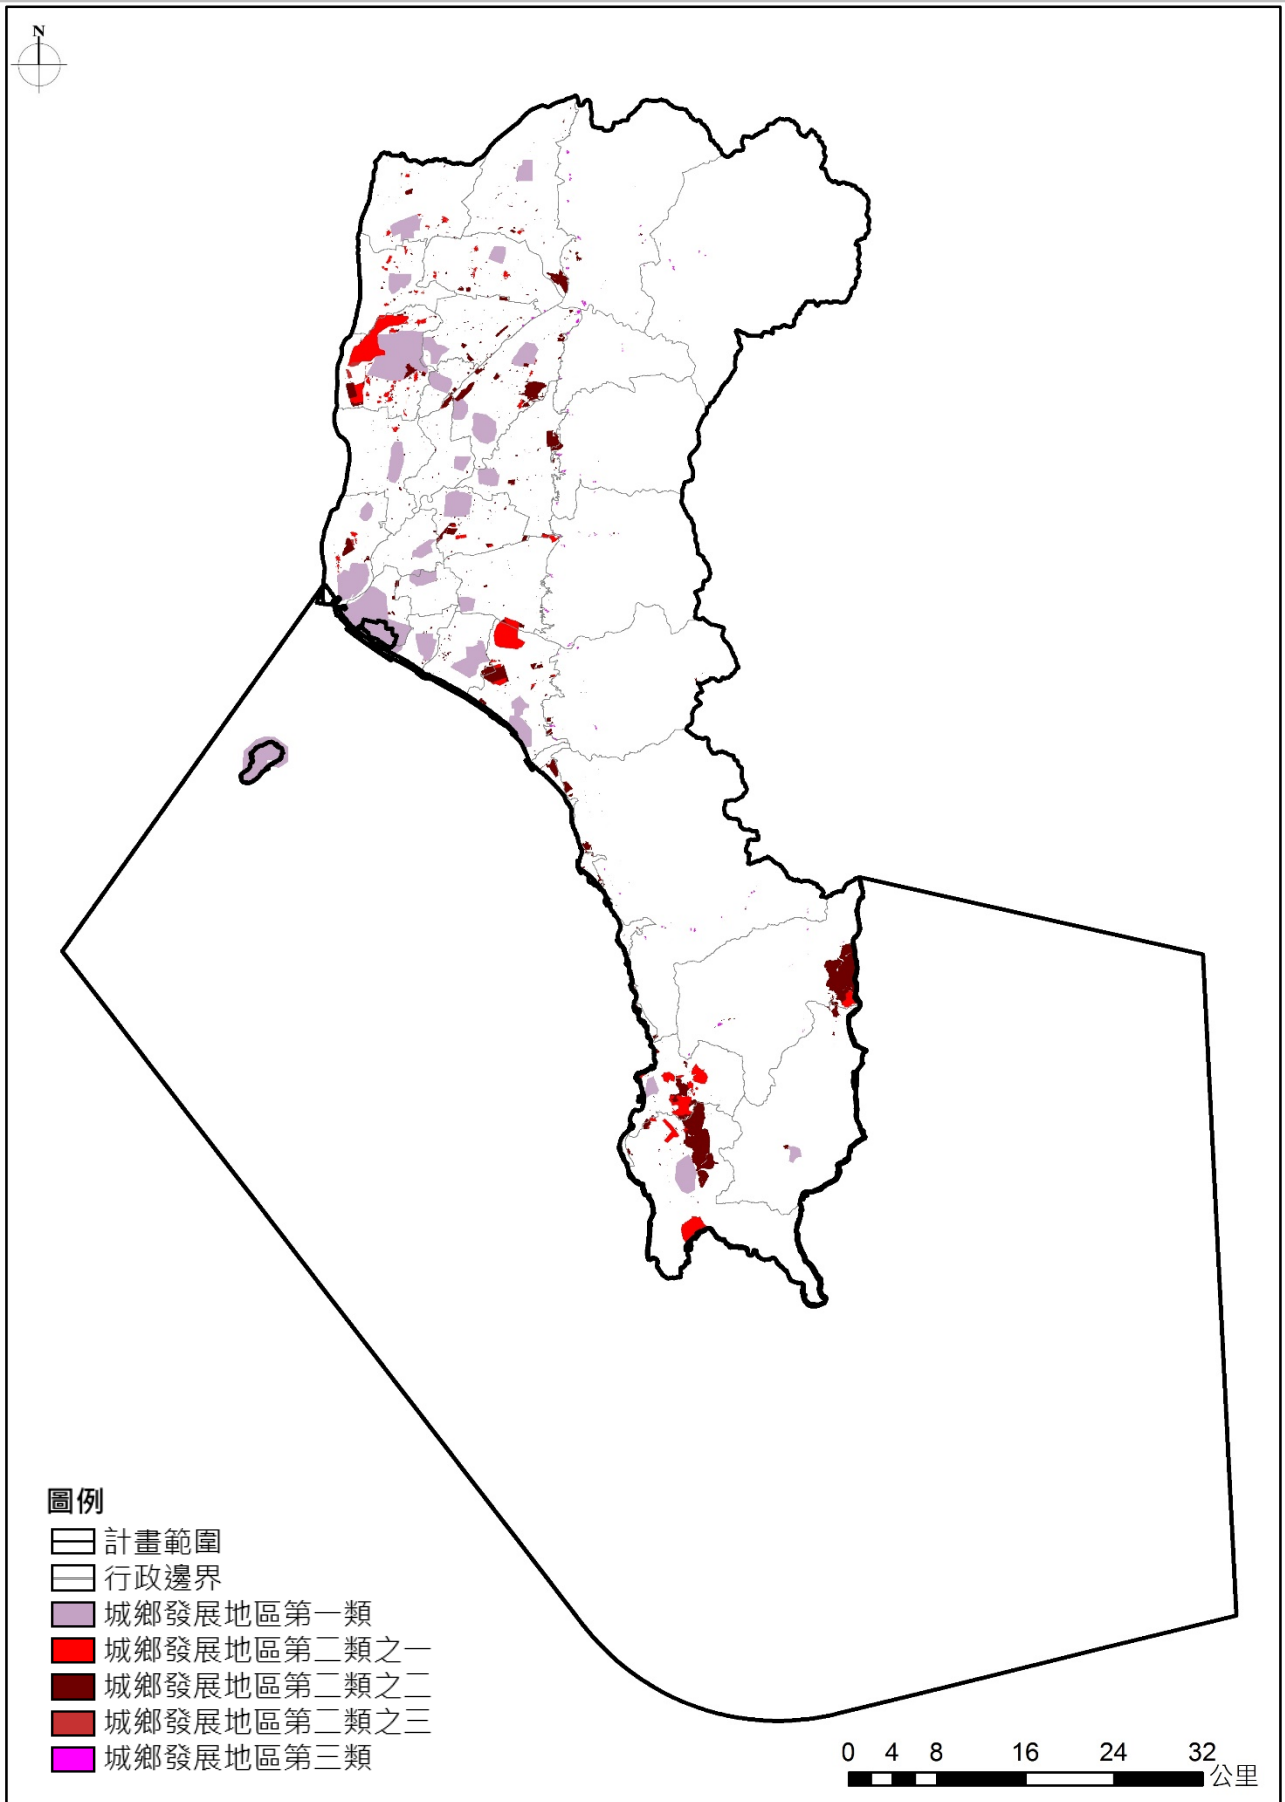 N
圖例
計畫範圍
行政邊界
城鄉發展地區第一類
城鄉發展地區第二類之一
城鄉發展地區第二類之二
城鄉發展地區第二類之三
城鄉發展地區第三類
0 4 8 16 24 32
公里